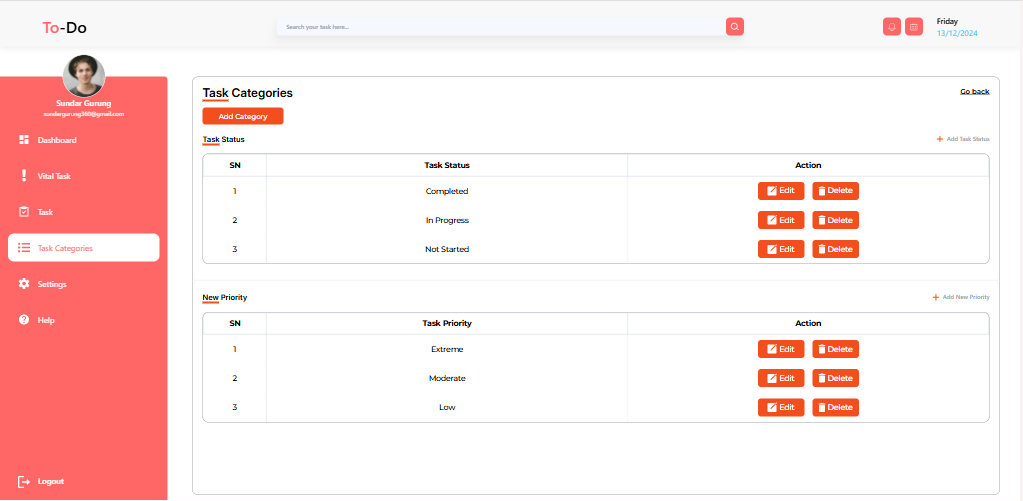 To-Do
Search your task here...
Friday
13/12/2024
Sundar Gurung
sundargurung360@gmail.com
Dashboard
Vital Task
Task
Task Categories
Settings
Help
Logout
Task Categories
Go back
Add Category
Task Status
+ Add Task Status
SN Task Status Action
1 Completed Edit Delete
2 In Progress Edit Delete
3 Not Started Edit Delete
New Priority
+ Add New Priority
SN Task Priority Action
1 Extreme Edit Delete
2 Moderate Edit Delete
3 Low Edit Delete